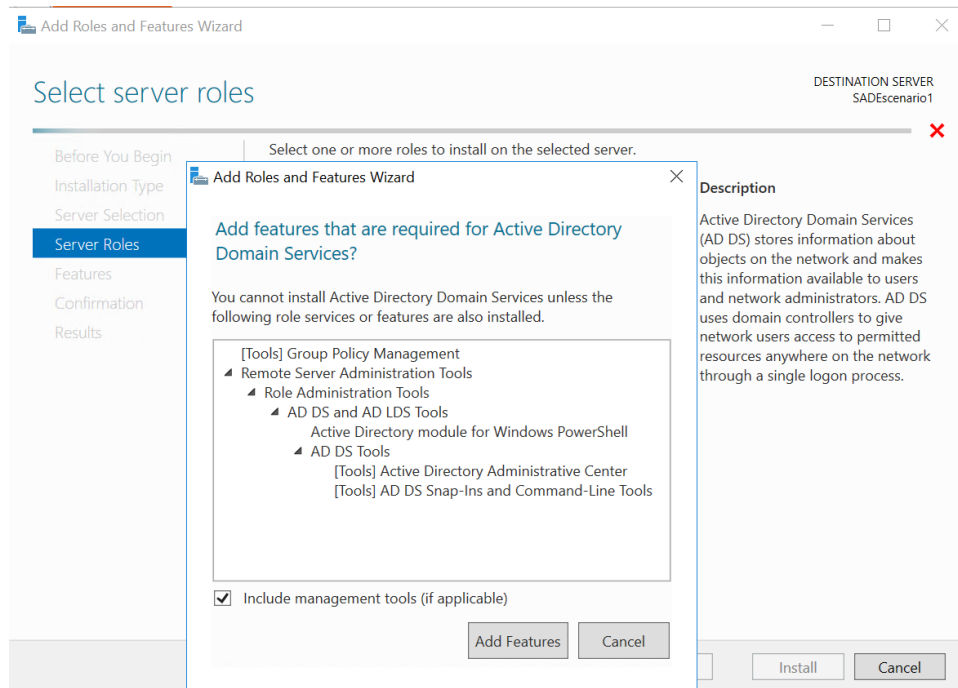 Add Roles and Features Wizard
Select server roles
DESTINATION SERVER
SADEscenario1
Before You Begin
Installation Type
Server Selection
Server Roles
Features
Confirmation
Results
Select one or more roles to install on the selected server.
Add Roles and Features Wizard
Add features that are required for Active Directory
Domain Services?
You cannot install Active Directory Domain Services unless the
following role services or features are also installed.
[Tools] Group Policy Management
Remote Server Administration Tools
Role Administration Tools
AD DS and AD LDS Tools
Active Directory module for Windows PowerShell
AD DS Tools
[Tools] Active Directory Administrative Center
[Tools] AD DS Snap-Ins and Command-Line Tools
Include management tools (if applicable)
Add Features
Cancel
Description
Active Directory Domain Services
(AD DS) stores information about
objects on the network and makes
this information available to users
and network administrators. AD DS
uses domain controllers to give
network users access to permitted
resources anywhere on the network
through a single logon process.
Install
Cancel